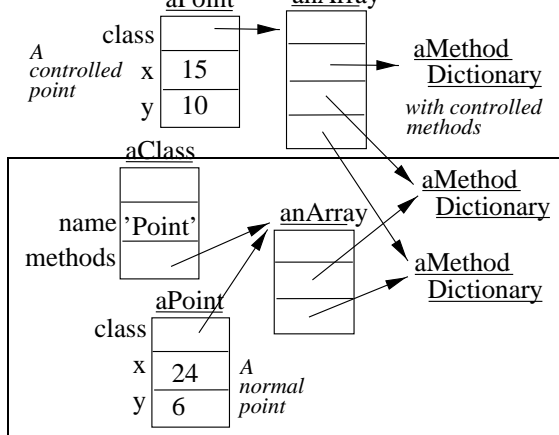 aPoint
anArray
class
A
controlled
point
x 15
y 10
aMethod
Dictionary
with controlled
methods
aClass
name 'Point'
methods
anArray
aMethod
Dictionary
aMethod
Dictionary
aPoint
class
x 24
y 6
A
normal
point